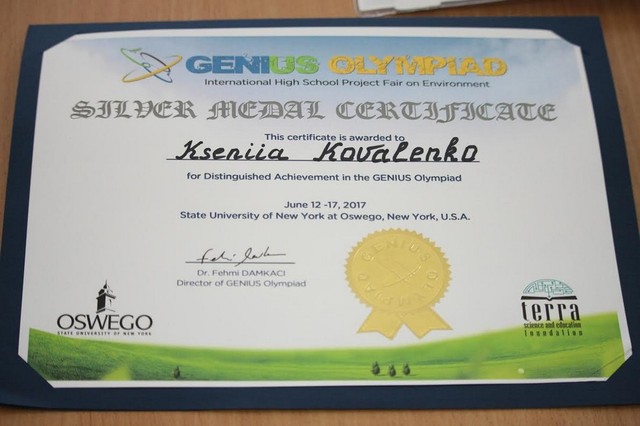 GENIUS OLYMPIAD
International High School Project Fair on Environment
SILVER MEDAL CERTIFICATE
This certificate is awarded to
Kseniia Kovalenko
for Distinguished Achievement in the GENIUS Olympiad
June 12 -17, 2017
State University of New York at Oswego, New York, U.S.A.
Dr. Fehmi DAMKACI
Director of GENIUS Olympiad
GENIUS OLYMPIAD
OSWEGO
STATE UNIVERSITY OF NEW YORK
terra
science and education
foundation